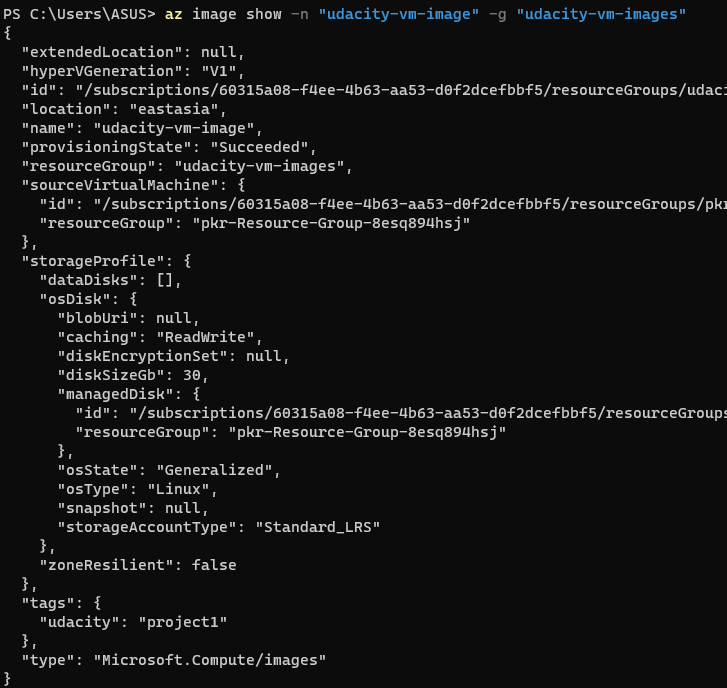 PS C:\Users\ASUS> az image show -n "udacity-vm-image" -g "udacity-vm-images"
{
  "extendedLocation": null,
  "hyperVGeneration": "V1",
  "id": "/subscriptions/60315a08-f4ee-4b63-aa53-d0f2dcefbbf5/resourceGroups/udaci
  "location": "eastasia",
  "name": "udacity-vm-image",
  "provisioningState": "Succeeded",
  "resourceGroup": "udacity-vm-images",
  "sourceVirtualMachine": {
    "id": "/subscriptions/60315a08-f4ee-4b63-aa53-d0f2dcefbbf5/resourceGroups/pkr
    "resourceGroup": "pkr-Resource-Group-8esq894hsj"
  },
  "storageProfile": {
    "dataDisks": [],
    "osDisk": {
      "blobUri": null,
      "caching": "ReadWrite",
      "diskEncryptionSet": null,
      "diskSizeGb": 30,
      "managedDisk": {
        "id": "/subscriptions/60315a08-f4ee-4b63-aa53-d0f2dcefbbf5/resourceGroups
        "resourceGroup": "pkr-Resource-Group-8esq894hsj"
      },
      "osState": "Generalized",
      "osType": "Linux",
      "snapshot": null,
      "storageAccountType": "Standard_LRS"
    },
    "zoneResilient": false
  },
  "tags": {
    "udacity": "project1"
  },
  "type": "Microsoft.Compute/images"
}